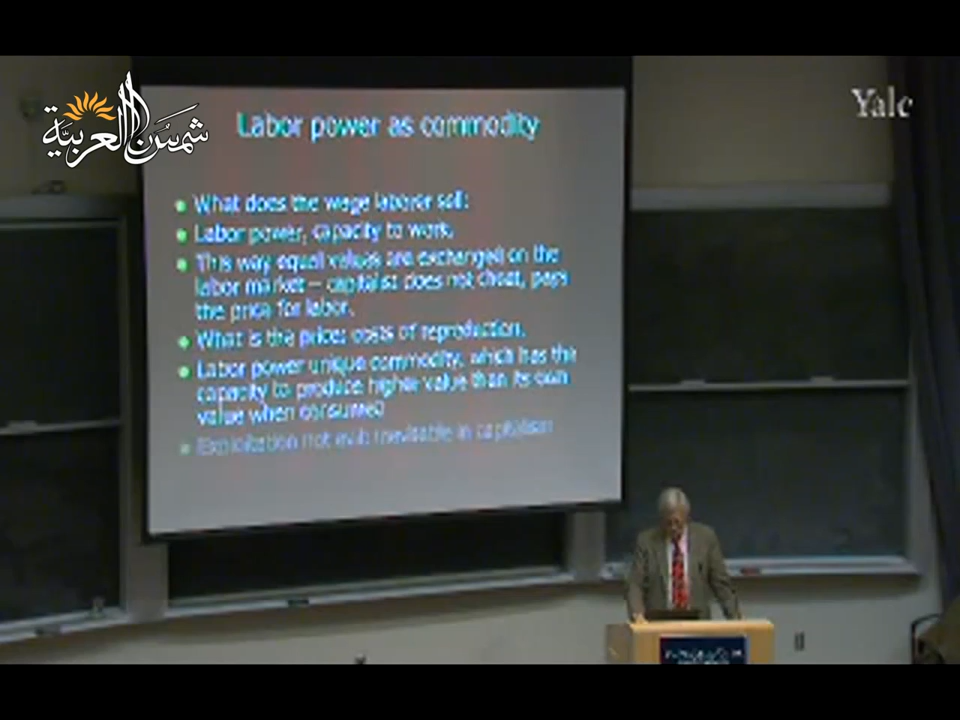 شمس العربية
Yale
Labor power as commodity
What does the wage laborer sell:
Labor power, capacity to work.
This way equal values are exchanged on the
labor market – capitalist does not cheat, pays
the price for labor.
What is the price: costs of reproduction.
Labor power unique commodity, which has the
capacity to produce higher value than its own
value when consumed
Exploitation not evil: inevitable in capitalism